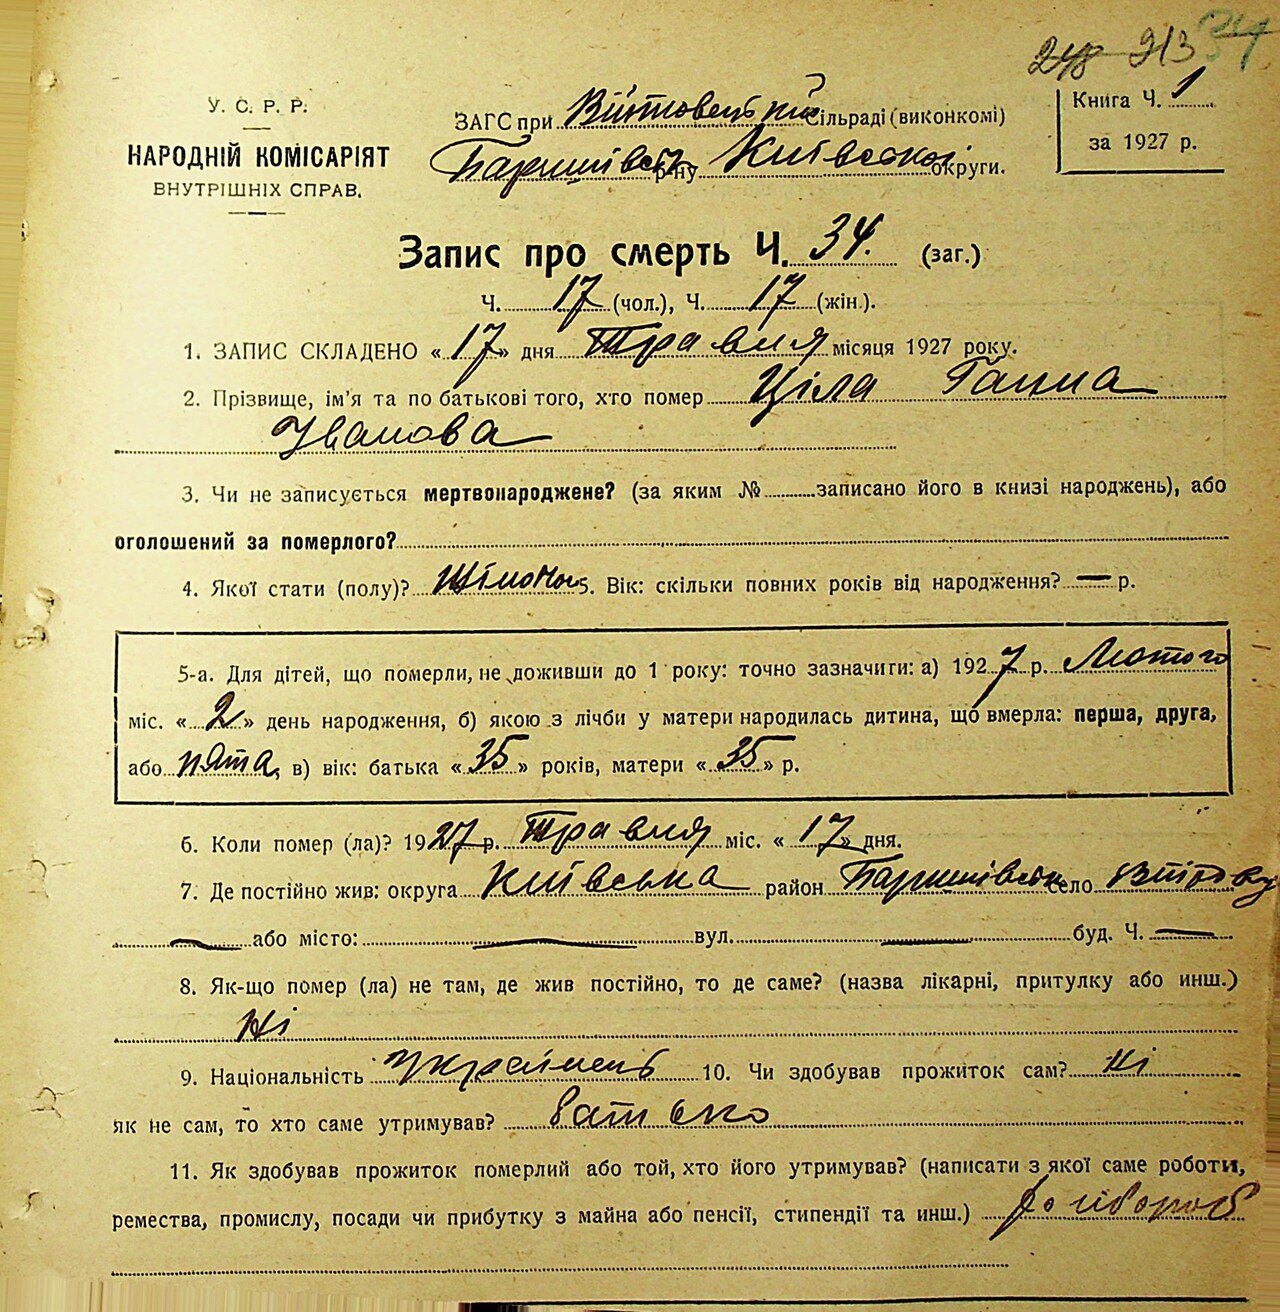 248 213 34
У. С. Р. Р.
НАРОДНІЙ КОМІСАРІЯТ
ВНУТРІШНІХ СПРАВ.
ЗАГС при Війтовецькій сільраді (виконкомі)
Баришівськ р-ну Київської округи.
Книга Ч. 1
за 1927 р.
Запис про смерть Ч. 34. (заг.)
Ч. 17 (чол.), Ч. 17 (жін.).
1. ЗАПИС СКЛАДЕНО « 17 » дня Травня місяця 1927 року.
2. Прізвище, ім'я та по батькові того, хто помер Ціла Ганна
Іванова
3. Чи не записується мертвонароджене? (за яким № записано його в книзі народжень), або
оголошений за померлого?
4. Якої стати (полу)? Жіночої 5. Вік: скільки повних років від народження? — р.
5-а. Для дітей, що померли, не доживши до 1 року: точно зазначити: а) 1927 р. Лютого
міс. « 2 » день народження, б) якою з лічби у матери народилась дитина, що вмерла: перша, друга,
або пята, в) вік: батька « 35 » років, матери « 35 » р.
6. Коли помер (ла)? 1927 р. Травня міс. « 17 » дня.
7. Де постійно жив: округа Київська район Баришівськ село
або місто: — вул. — буд. Ч. —
8. Як-що помер (ла) не там, де жив постійно, то де саме? (назва лікарні, притулку або инш.)
Ні
9. Національність Українець 10. Чи здобував прожиток сам? Ні
як не сам, то хто саме утримував? батько
11. Як здобував прожиток померлий або той, хто його утримував? (написати з якої саме роботи,
ремества, промислу, посади чи прибутку з майна або пенсії, стипендії та инш.) Хлібороб